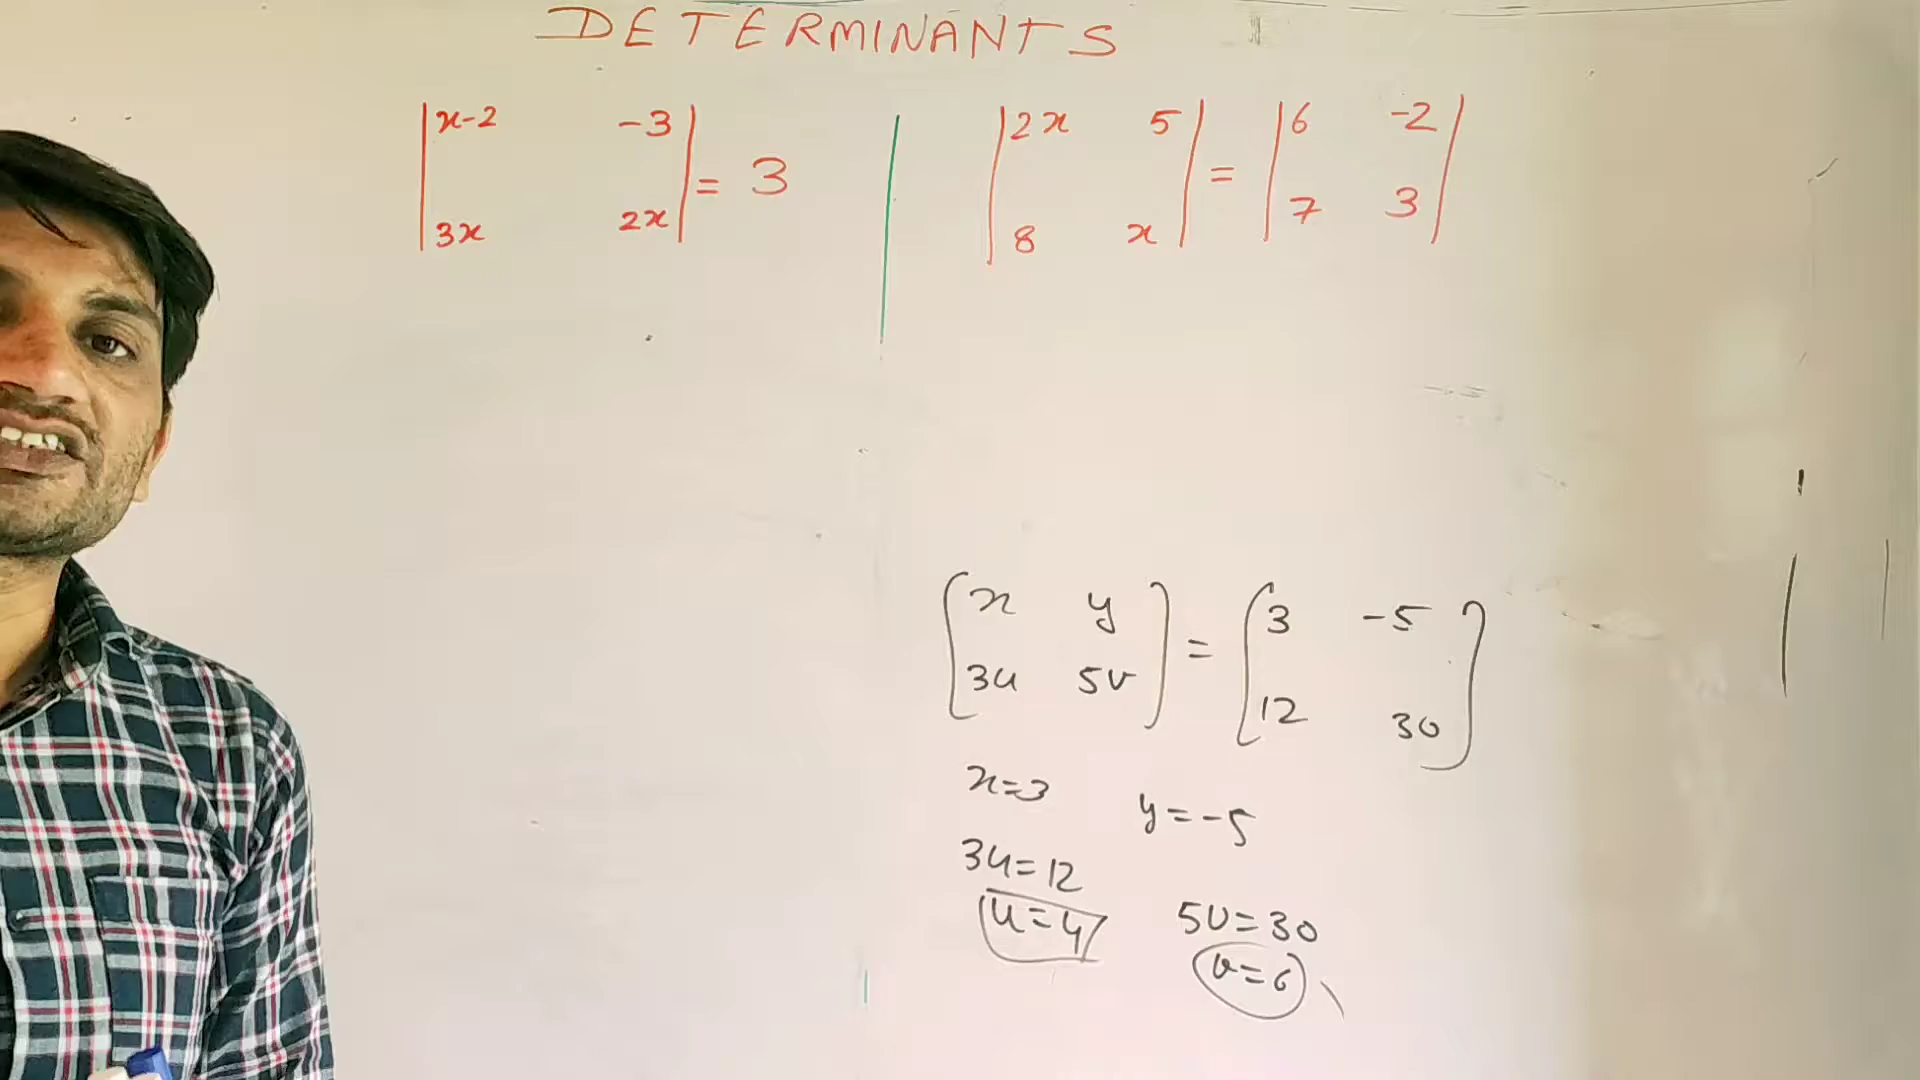 DETERMINANTS
| x-2 -3 | = 3
| 3x 2x |
| 2x 5 | = | 6 -2 |
| 8 x | | 7 3 |
[ x y ] = [ 3 -5 ]
[ 3u 5v ] [ 12 30 ]
x=3 y=-5
3u=12
u=4 5v=30
v=6